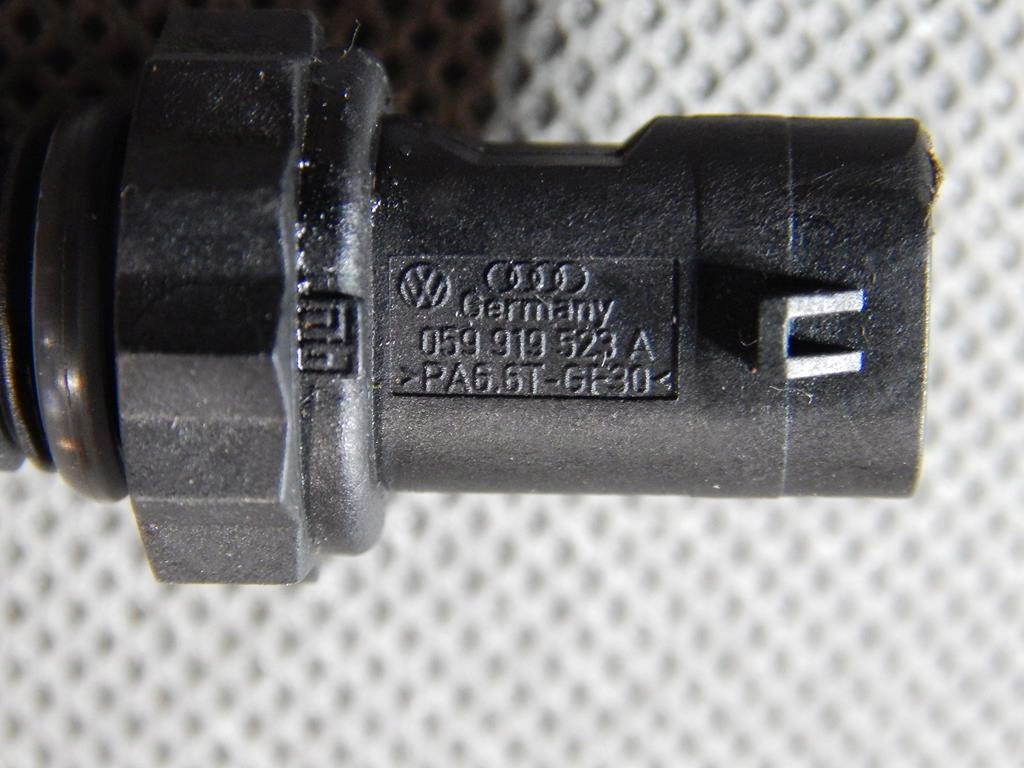 Germany
059 919 523 A
>PA6.6T-GF30<